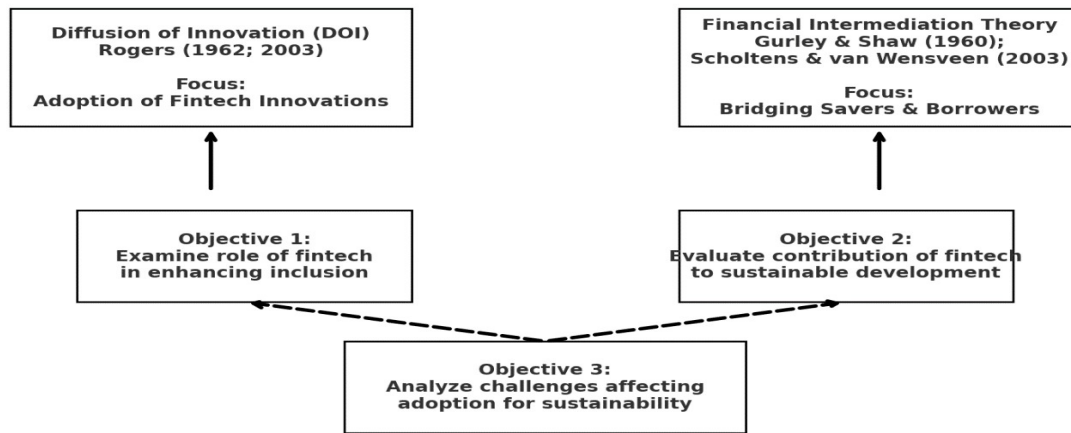 Diffusion of Innovation (DOI)
Rogers (1962; 2003)
Focus:
Adoption of Fintech Innovations
Financial Intermediation Theory
Gurley & Shaw (1960);
Scholtens & van Wensveen (2003)
Focus:
Bridging Savers & Borrowers
Objective 1:
Examine role of fintech
in enhancing inclusion
Objective 2:
Evaluate contribution of fintech
to sustainable development
Objective 3:
Analyze challenges affecting
adoption for sustainability